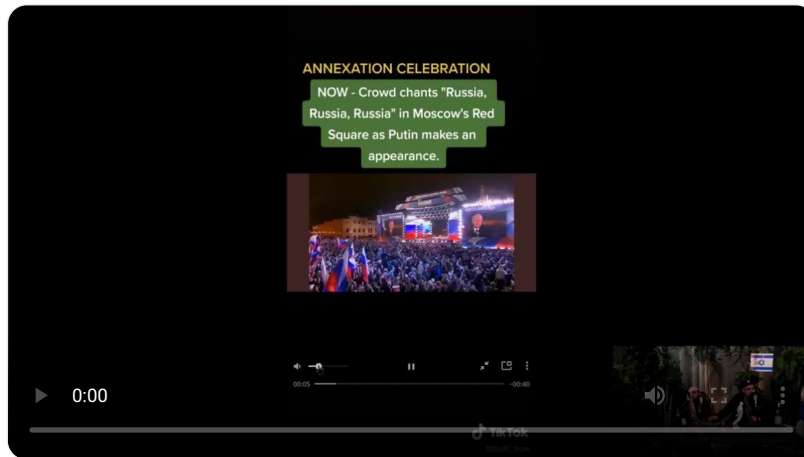 ANNEXATION CELEBRATION
NOW - Crowd chants "Russia,
Russia, Russia" in Moscow's Red
Square as Putin makes an
appearance.
00:05
-00:40
0:00
TikTok